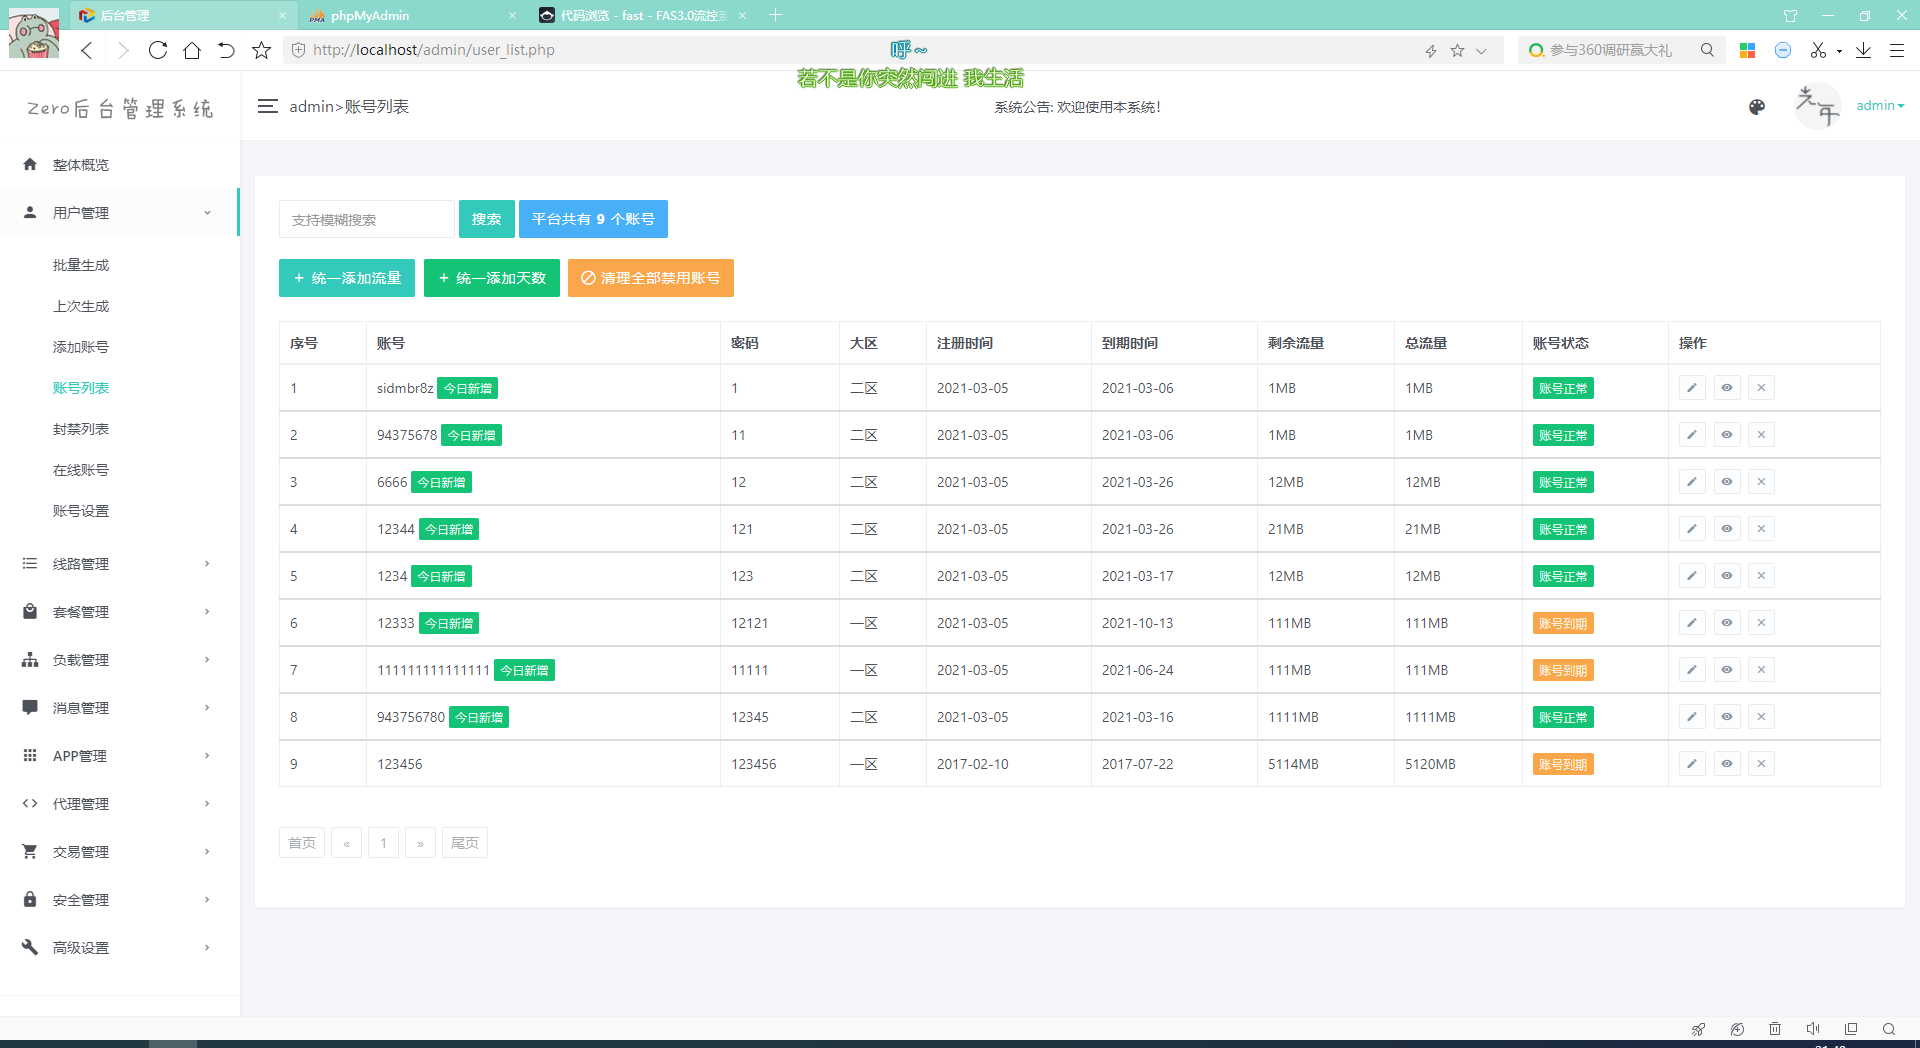 后台管理
phpMyAdmin
代码浏览 - fast - FAS3.0流控
http://localhost/admin/user_list.php
参与360调研赢大礼
呼~
若不是你突然闯进 我生活
Zero后台管理系统
admin>账号列表
系统公告: 欢迎使用本系统!
admin
整体概览
用户管理
批量生成
上次生成
添加账号
账号列表
封禁列表
在线账号
账号设置
线路管理
套餐管理
负载管理
消息管理
APP管理
代理管理
交易管理
安全管理
高级设置
支持模糊搜索 搜索 平台共有 9 个账号
+ 统一添加流量 + 统一添加天数 清理全部禁用账号
序号 账号 密码 大区 注册时间 到期时间 剩余流量 总流量 账号状态 操作
1 sidmbr8z 今日新增 1 二区 2021-03-05 2021-03-06 1MB 1MB 账号正常
2 94375678 今日新增 11 二区 2021-03-05 2021-03-06 1MB 1MB 账号正常
3 6666 今日新增 12 二区 2021-03-05 2021-03-26 12MB 12MB 账号正常
4 12344 今日新增 121 二区 2021-03-05 2021-03-26 21MB 21MB 账号正常
5 1234 今日新增 123 二区 2021-03-05 2021-03-17 12MB 12MB 账号正常
6 12333 今日新增 12121 一区 2021-03-05 2021-10-13 111MB 111MB 账号到期
7 111111111111111 今日新增 11111 一区 2021-03-05 2021-06-24 111MB 111MB 账号到期
8 943756780 今日新增 12345 二区 2021-03-05 2021-03-16 1111MB 1111MB 账号正常
9 123456 123456 一区 2017-02-10 2017-07-22 5114MB 5120MB 账号到期
首页 « 1 » 尾页